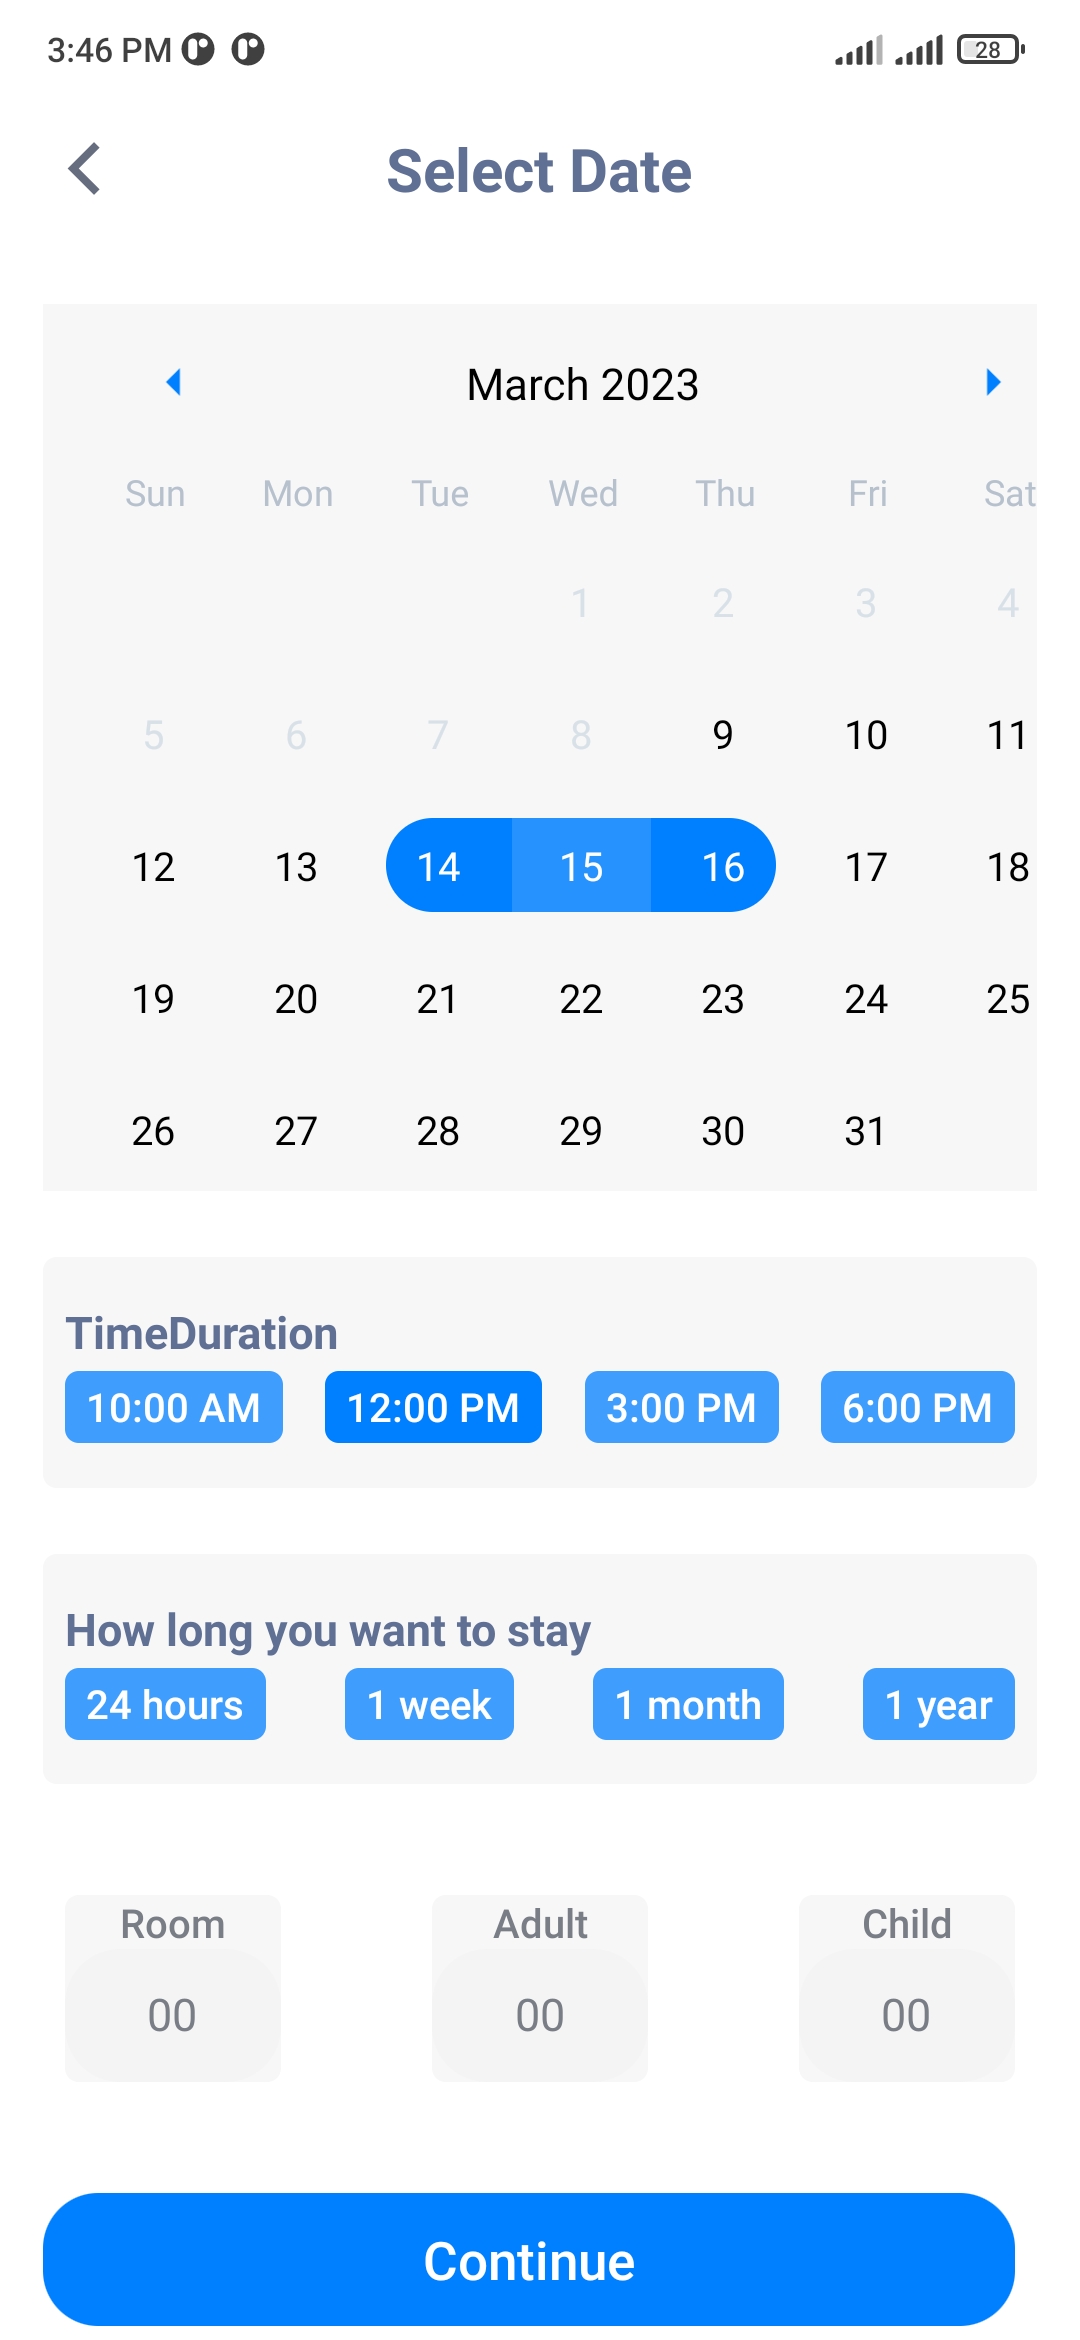 3:46 PM 28
Select Date
March 2023
Sun Mon Tue Wed Thu Fri Sat
1 2 3 4
5 6 7 8 9 10 11
12 13 14 15 16 17 18
19 20 21 22 23 24 25
26 27 28 29 30 31
TimeDuration
10:00 AM 12:00 PM 3:00 PM 6:00 PM
How long you want to stay
24 hours 1 week 1 month 1 year
Room Adult Child
00 00 00
Continue